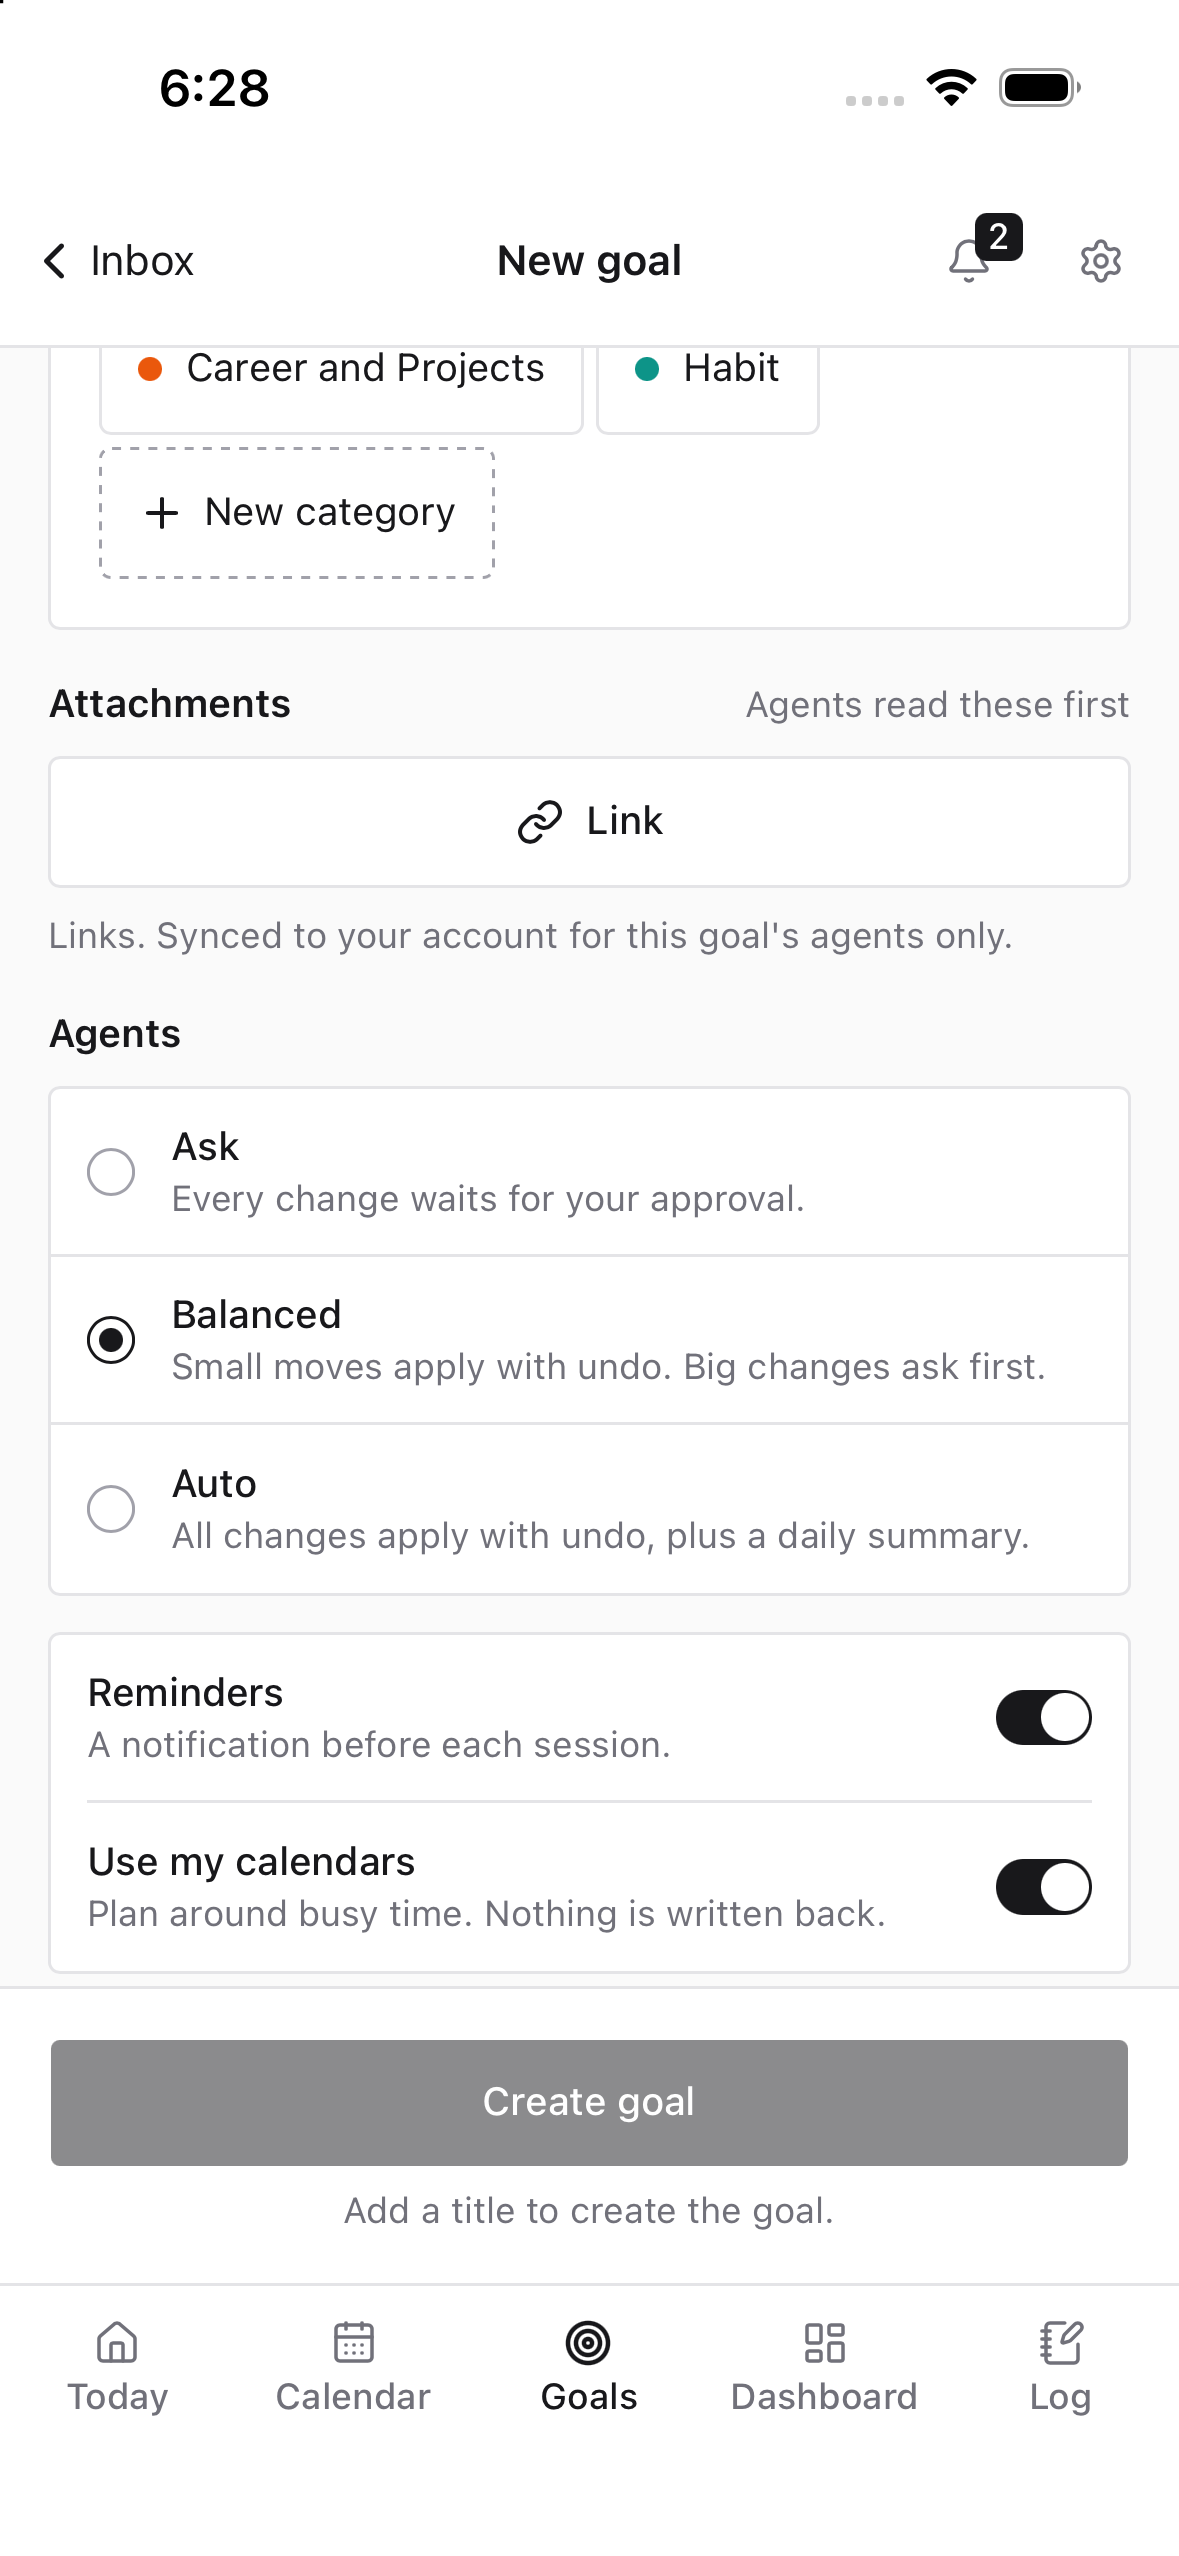 6:28
Inbox
New goal
2
Career and Projects
Habit
New category
Attachments
Agents read these first
Link
Links. Synced to your account for this goal's agents only.
Agents
Ask
Every change waits for your approval.
Balanced
Small moves apply with undo. Big changes ask first.
Auto
All changes apply with undo, plus a daily summary.
Reminders
A notification before each session.
Use my calendars
Plan around busy time. Nothing is written back.
Create goal
Add a title to create the goal.
Today
Calendar
Goals
Dashboard
Log